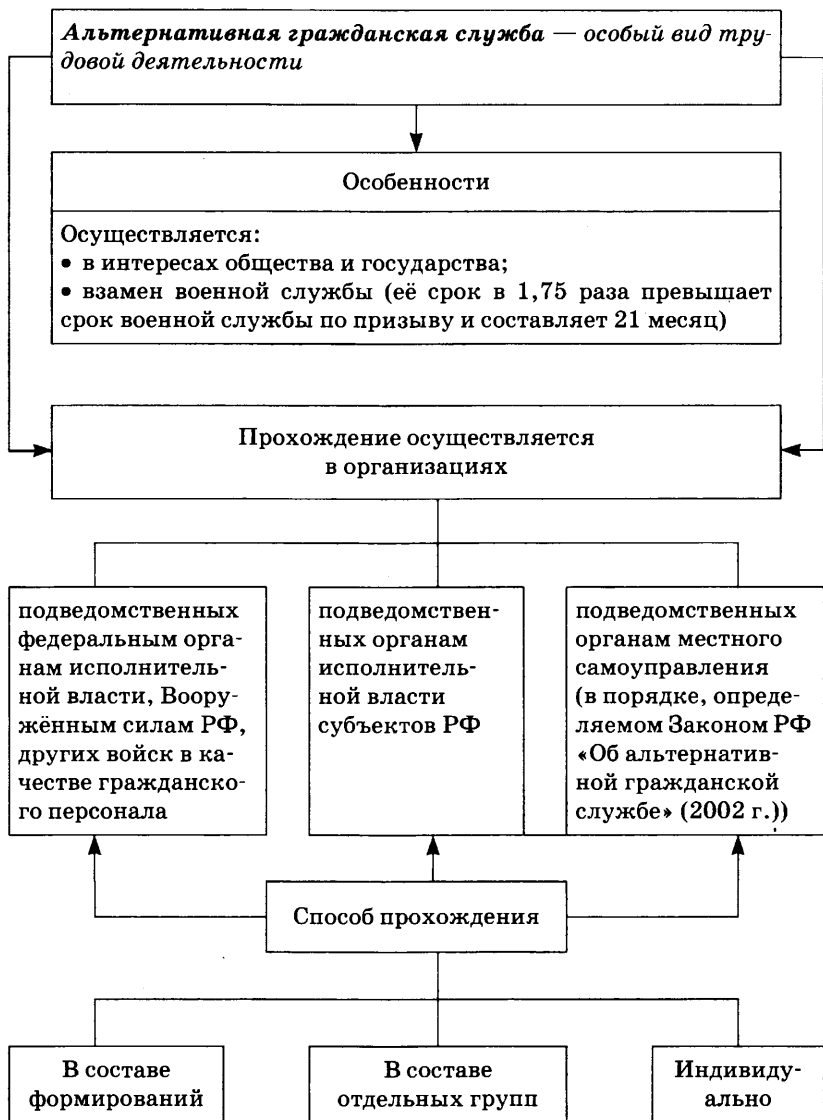 Альтернативная гражданская служба — особый вид тру-
довой деятельности
Особенности
Осуществляется:
• в интересах общества и государства;
• взамен военной службы (её срок в 1,75 раза превышает
срок военной службы по призыву и составляет 21 месяц)
Прохождение осуществляется
в организациях
подведомственных
федеральным орга-
нам исполнитель-
ной власти, Воору-
жённым силам РФ,
других войск в ка-
честве гражданско-
го персонала
подведомствен-
ных органам
исполнитель-
ной власти
субъектов РФ
подведомственных
органам местного
самоуправления
(в порядке, опреде-
ляемом Законом РФ
«Об альтернатив-
ной гражданской
службе» (2002 г.))
Способ прохождения
В составе
формирований
В составе
отдельных групп
Индивиду-
ально